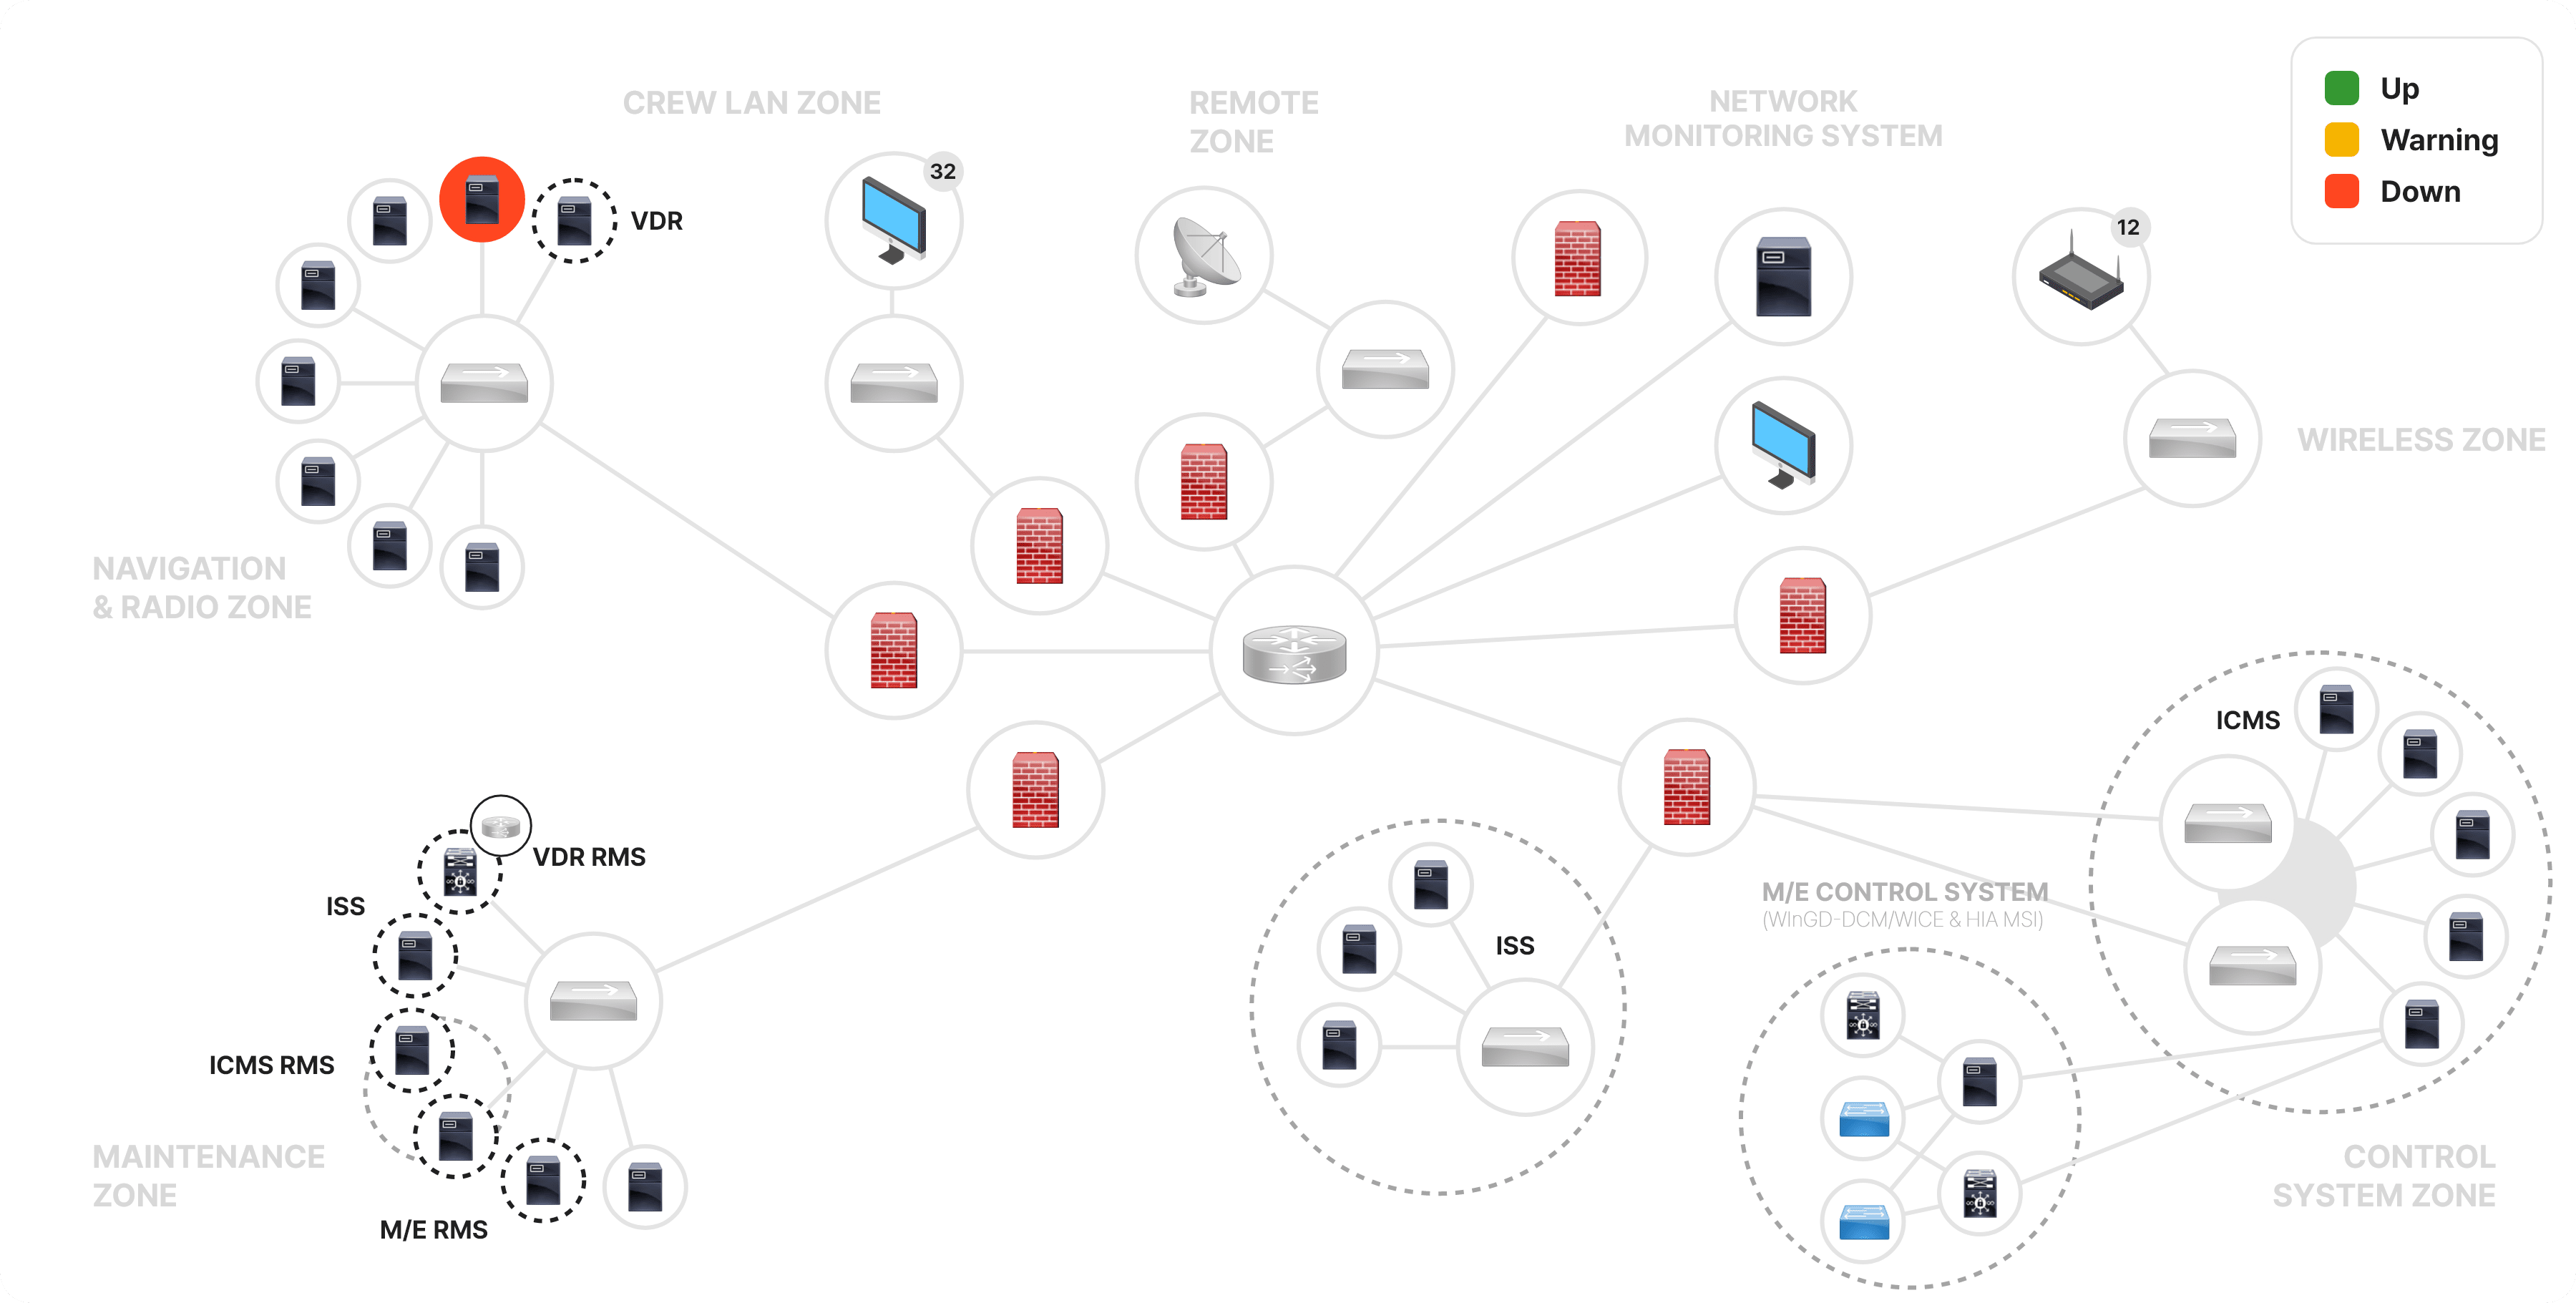 Up
Warning
Down
CREW LAN ZONE
REMOTE
ZONE
NETWORK
MONITORING SYSTEM
32
12
VDR
WIRELESS ZONE
NAVIGATION
& RADIO ZONE
ICMS
VDR RMS
ISS
M/E CONTROL SYSTEM
(WInGD-DCM/WICE & HIA MSI)
ISS
ICMS RMS
MAINTENANCE
ZONE
M/E RMS
CONTROL
SYSTEM ZONE